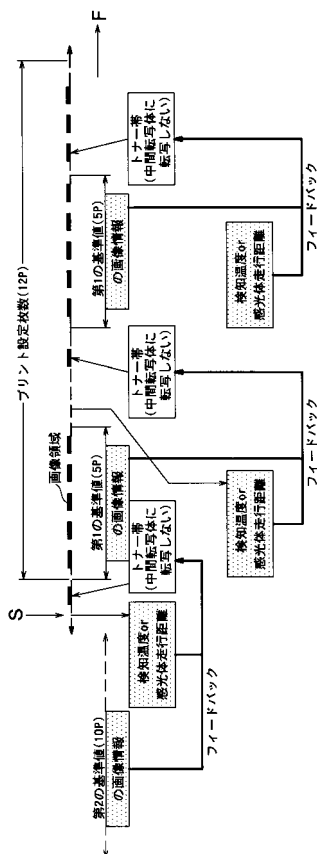 プリント設定枚数(12P)
S
F
画像領域
第2の基準値(10P)
の画像情報
検知温度or
感光体走行距離
フィードバック
トナー帯
(中間転写体に
転写しない)
第1の基準値(5P)
の画像情報
検知温度or
感光体走行距離
フィードバック
トナー帯
(中間転写体に
転写しない)
第1の基準値(5P)
の画像情報
検知温度or
感光体走行距離
フィードバック
トナー帯
(中間転写体に
転写しない)